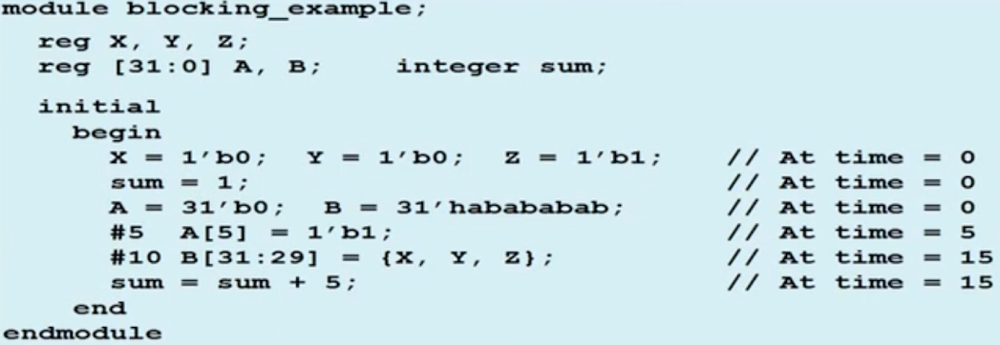 module blocking_example;
reg X, Y, Z;
reg [31:0] A, B;    integer sum;
initial
begin
X = 1'b0;  Y = 1'b0;  Z = 1'b1;    // At time = 0
sum = 1;    // At time = 0
A = 31'b0;  B = 31'habababab;    // At time = 0
#5  A[5] = 1'b1;    // At time = 5
#10 B[31:29] = {X, Y, Z};    // At time = 15
sum = sum + 5;    // At time = 15
end
endmodule